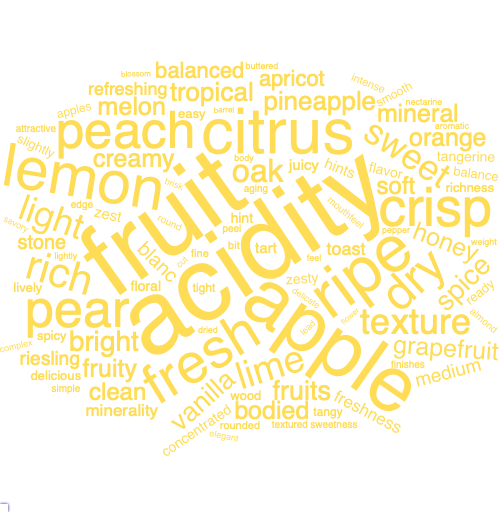 blossom
buttered
balanced
apricot
intense
refreshing
tropical
smooth
melon
easy
barrel
pineapple
nectarine
apples
mineral
attractive
peach
citrus
aromatic
slightly
creamy
body
sweet
orange
lemon
brisk
oak
juicy
hints
flavor
tangerine
balance
aging
soft
richness
edge
zest
fruit
mouthfeel
crisp
light
round
hint
peel
savory
stone
blanc
bit
tart
toast
pepper
honey
weight
lightly
cut
fine
feel
rich
acidity
ripe
dry
spice
lively
floral
tight
zesty
ready
delicate
pear
apple
flower
texture
almond
spicy
bright
dried
food
complex
fresh
lime
grapefruit
riesling
fruity
finishes
delicious
medium
simple
clean
vanilla
wood
fruits
freshness
minerality
bodied
tangy
concentrated
rounded
textured
sweetness
elegant